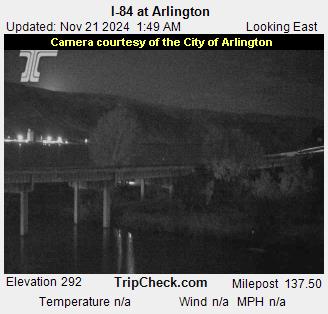 I-84 at Arlington
Updated: Nov 21 2024 1:49 AM Looking East
Camera courtesy of the City of Arlington
Elevation 292 TripCheck.com Milepost 137.50
Temperature n/a Wind n/a MPH n/a